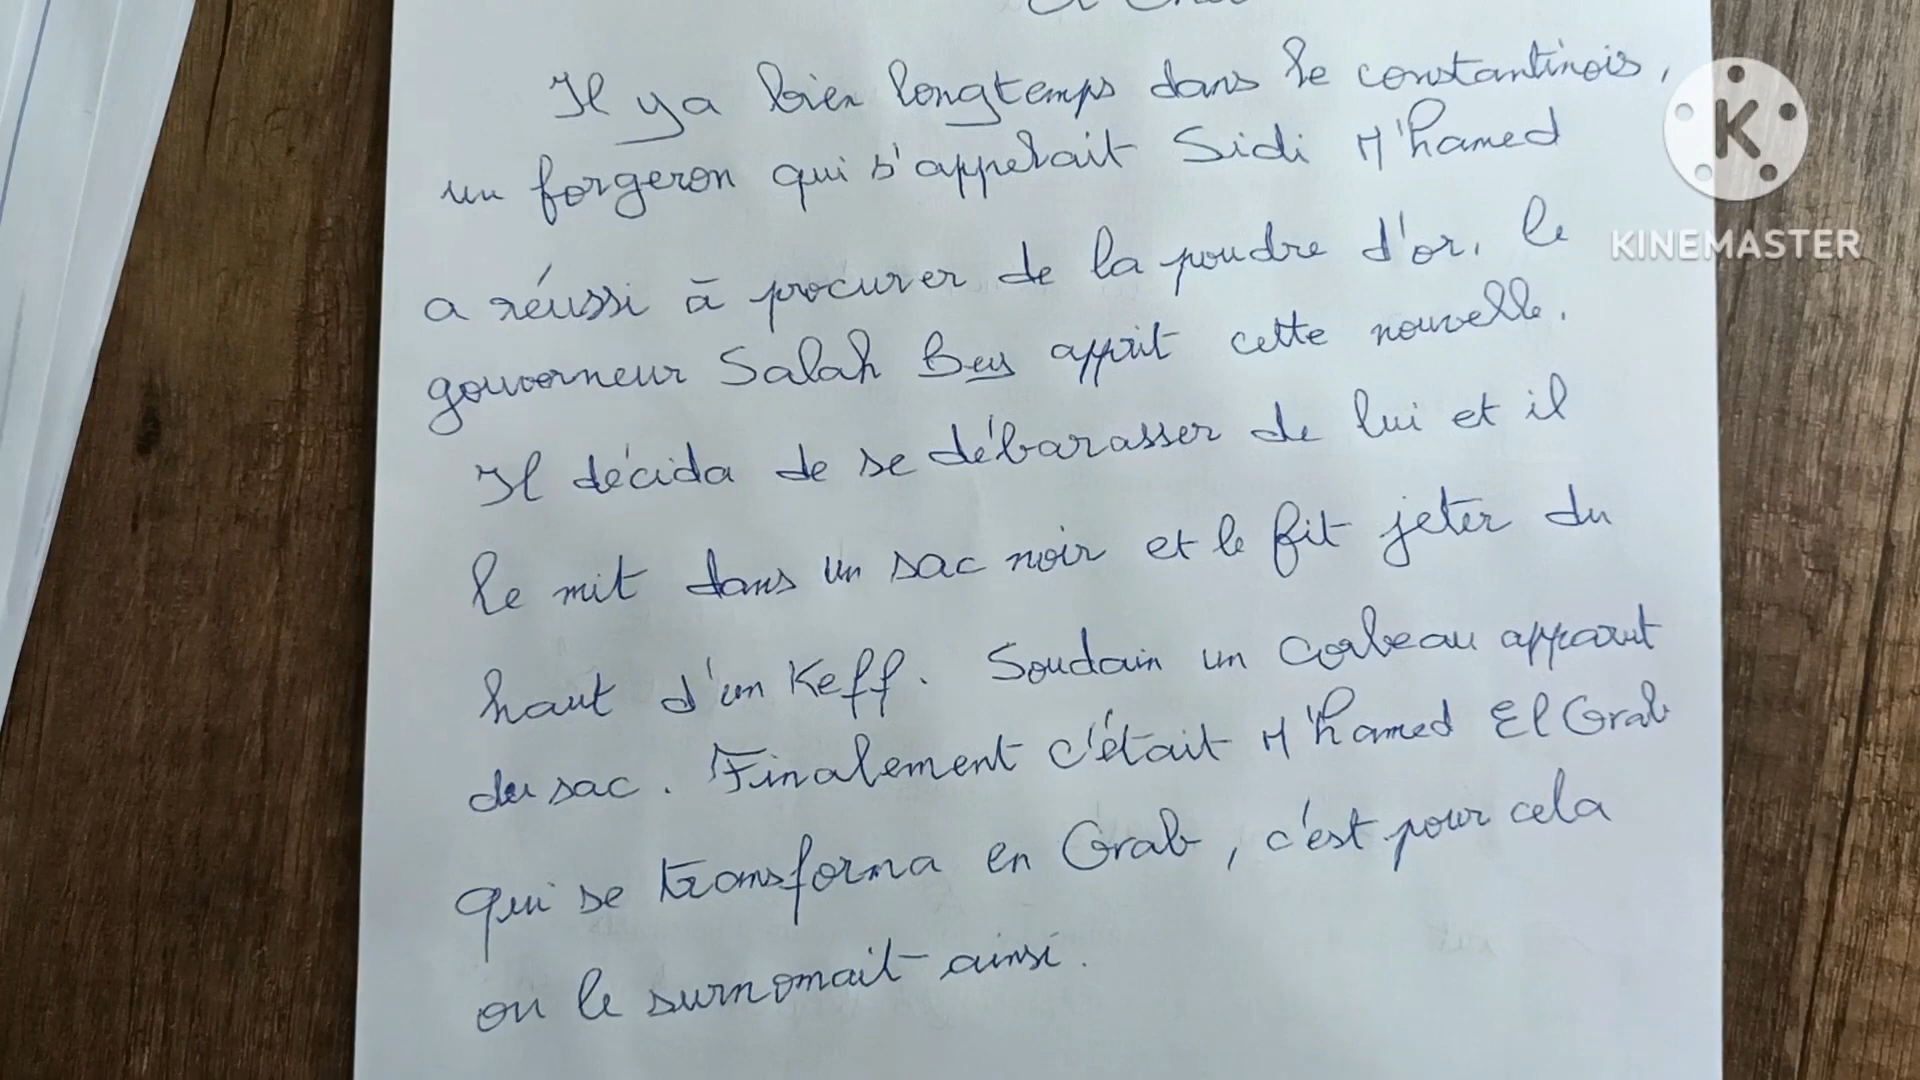 Il ya bien longtemps dans le constantinois,
un forgeron qui s'appelait Sidi M'hamed
a réussi à procurer de la poudre d'or. le
gouverneur Salah Bey apprit cette nouvelle.
Il décida de se débarasser de lui et il
le mit dans un sac noir et le fit jeter du
haut d'un Keff. Soudain un corbeau apparut
du sac. Finalement c'était M'hamed El Grab
qui se transforma en Grab, c'est pour cela
on le surnomait ainsi.
K
KINEMASTER